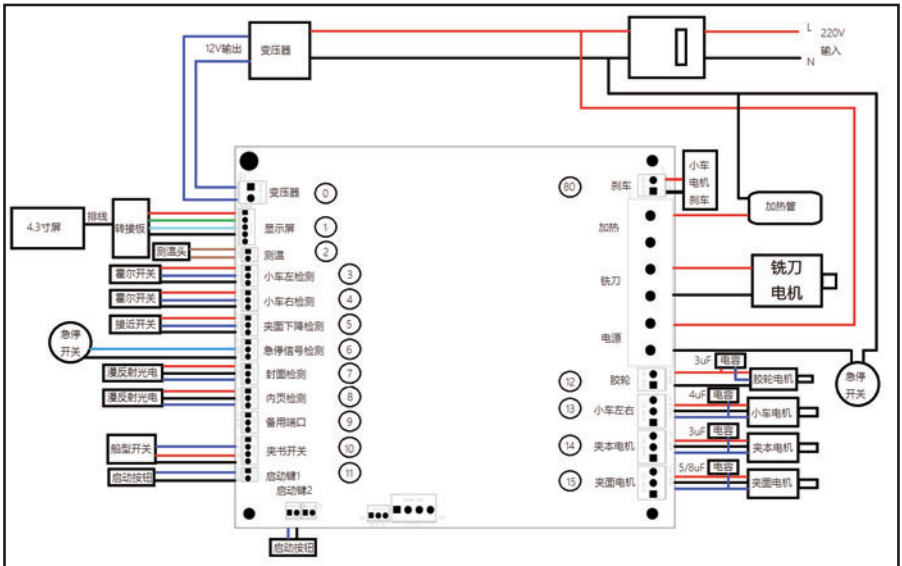 L 220V
输入
N
12V输出
变压器
变压器 0
显示屏 1
测温 2
小车左检测 3
小车右检测 4
夹面下降检测 5
急停信号检测 6
封面检测 7
内页检测 8
备用端口 9
夹书开关 10
启动键1 11
启动键2
4.3寸屏
排线
转接板
测温头
霍尔开关
霍尔开关
接近开关
急停
开关
漫反射光电
漫反射光电
船型开关
启动按钮
启动按钮
80 刹车
小车
电机
刹车
加热
加热管
铣刀
铣刀
电机
电源
12 胶轮
3uF 电容
胶轮电机
急停
开关
13 小车左右
4uF 电容
小车电机
14 夹本电机
3uF 电容
夹本电机
15 夹面电机
5/8uF 电容
夹面电机